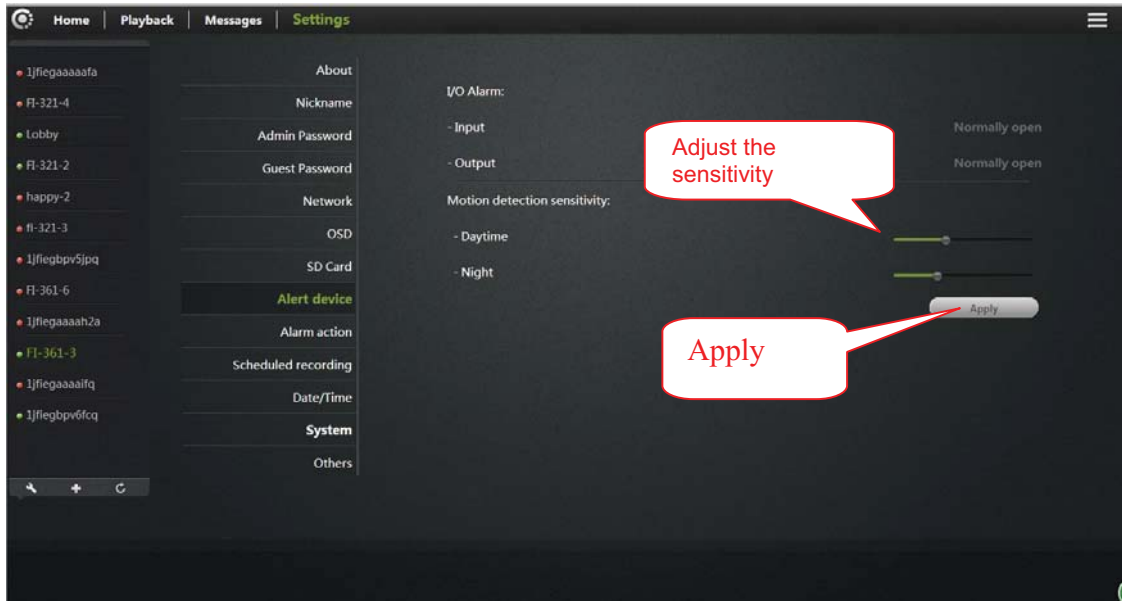 Home
Playback
Messages
Settings
1jfiegaaaaafa
FI-321-4
Lobby
FI-321-2
happy-2
fi-321-3
1jfiegbpv5jpq
FI-361-6
1jfiegaaaah2a
FI-361-3
1jfiegaaaaifq
1jfiegbpv6fcq
About
Nickname
Admin Password
Guest Password
Network
OSD
SD Card
Alert device
Alarm action
Scheduled recording
Date/Time
System
Others
I/O Alarm:
- Input
Normally open
- Output
Normally open
Motion detection sensitivity:
- Daytime
- Night
Apply
Adjust the
sensitivity
Apply